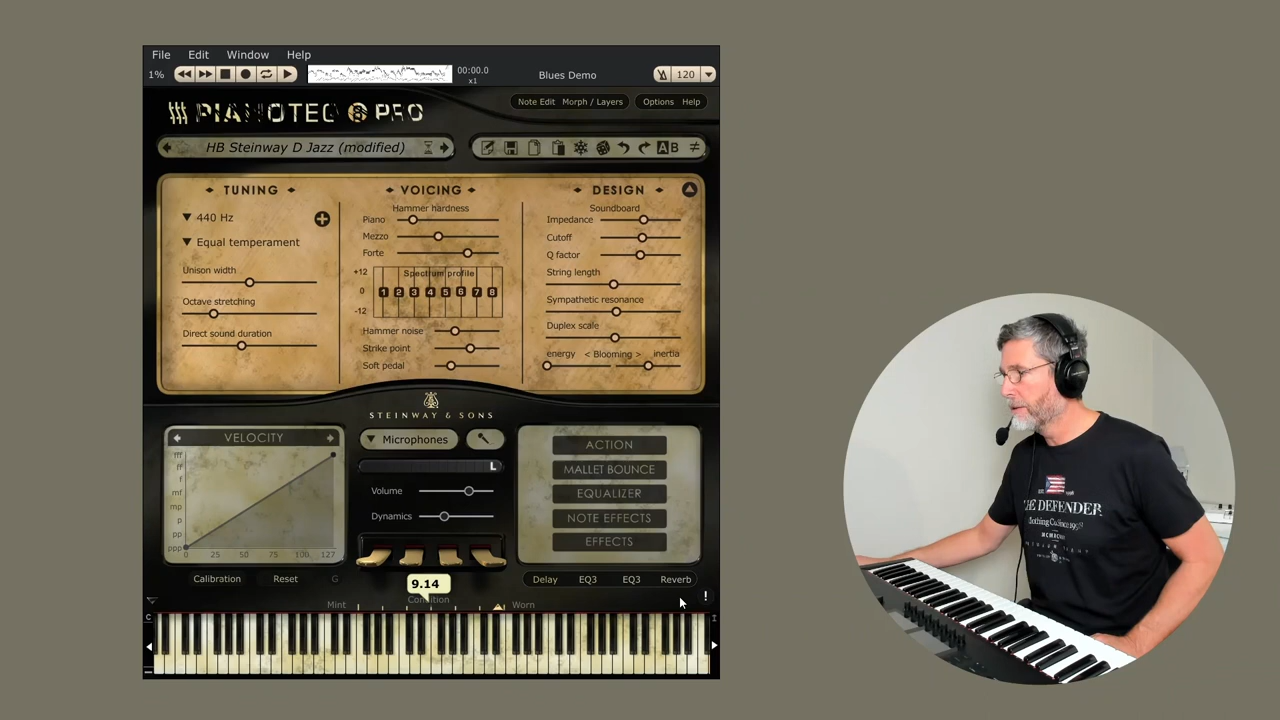 File Edit Window Help
1% 00:00.0 x1 Blues Demo 120
PIANOTEQ 8 PRO
Note Edit Morph / Layers Options Help
HB Steinway D Jazz (modified) AB ≠
TUNING
440 Hz
Equal temperament
Unison width
Octave stretching
Direct sound duration
VOICING
Hammer hardness
Piano
Mezzo
Forte
Spectrum profile
+12
0
-12
1 2 3 4 5 6 7 8
Hammer noise
Strike point
Soft pedal
DESIGN
Soundboard
Impedance
Cutoff
Q factor
String length
Sympathetic resonance
Duplex scale
energy < Blooming > inertia
STEINWAY & SONS
VELOCITY
fff
ff
f
mf
mp
p
pp
ppp
0 25 50 75 100 127
Calibration Reset G
Microphones
L
Volume
Dynamics
9.14
Mint Condition Worn
ACTION
MALLET BOUNCE
EQUALIZER
NOTE EFFECTS
EFFECTS
Delay EQ3 EQ3 Reverb
!
C
THE DEFENDER